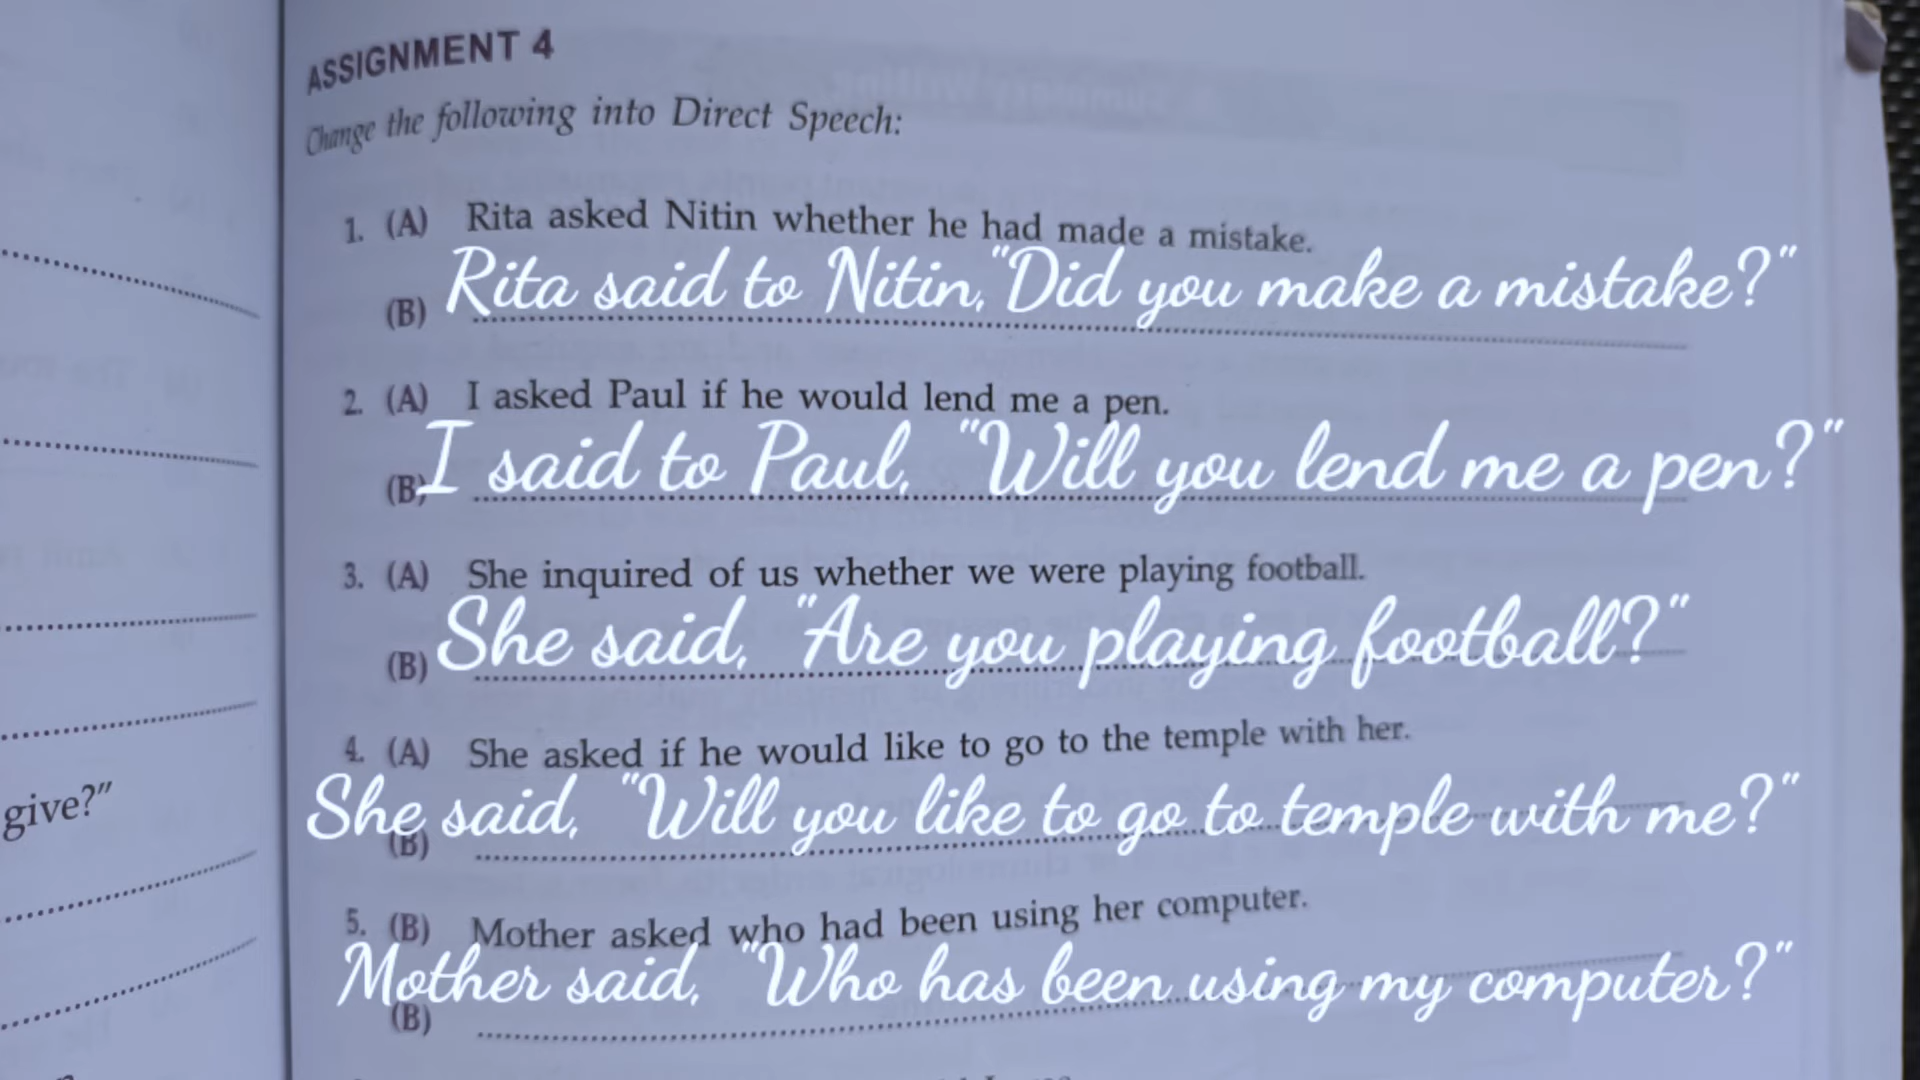 ASSIGNMENT 4
Change the following into Direct Speech:
1. (A) Rita asked Nitin whether he had made a mistake.
(B) Rita said to Nitin, "Did you make a mistake?"
2. (A) I asked Paul if he would lend me a pen.
(B) I said to Paul, "Will you lend me a pen?"
3. (A) She inquired of us whether we were playing football.
(B) She said, "Are you playing football?"
4. (A) She asked if he would like to go to the temple with her.
(B) She said, "Will you like to go to temple with me?"
give?"
5. (B) Mother asked who had been using her computer.
(B) Mother said, "Who has been using my computer?"